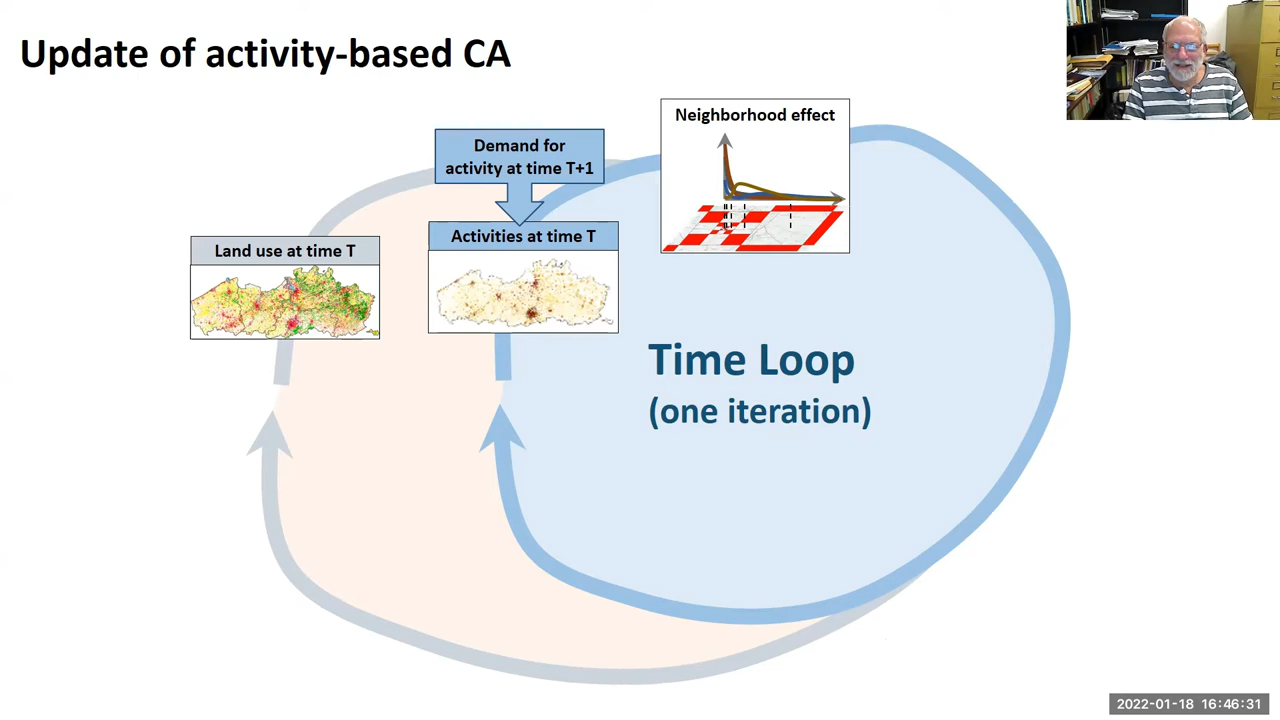 Update of activity-based CA
Neighborhood effect
Demand for
activity at time T+1
Activities at time T
Land use at time T
Time Loop
(one iteration)
2022-01-18 16:46:31